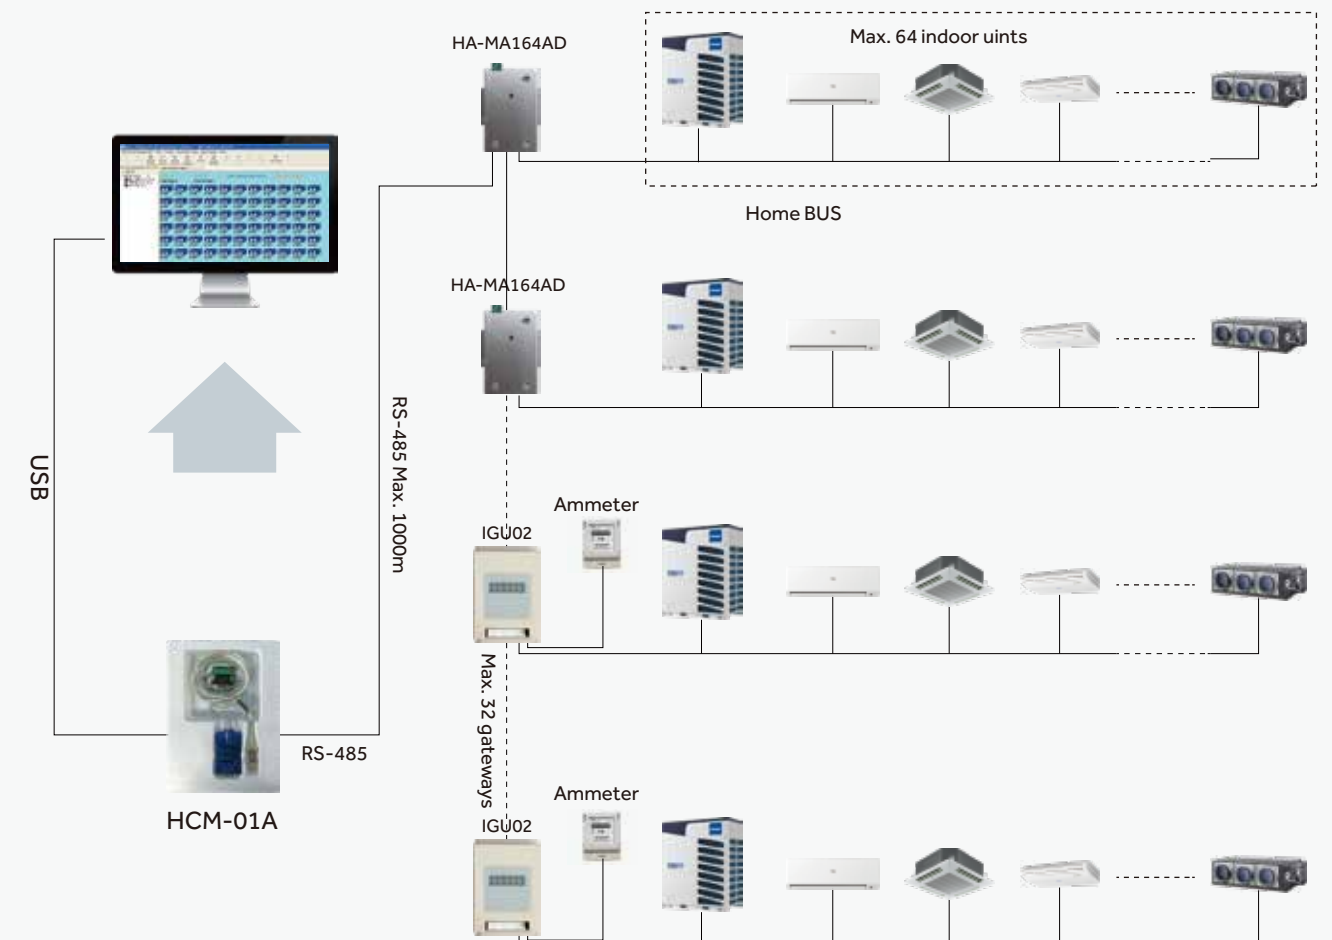 HA-MA164AD
Max. 64 indoor uints
Home BUS
HA-MA164AD
USB
RS-485 Max. 1000m
Ammeter
IGU02
Max. 32 gateways
RS-485
HCM-01A
Ammeter
IGU02